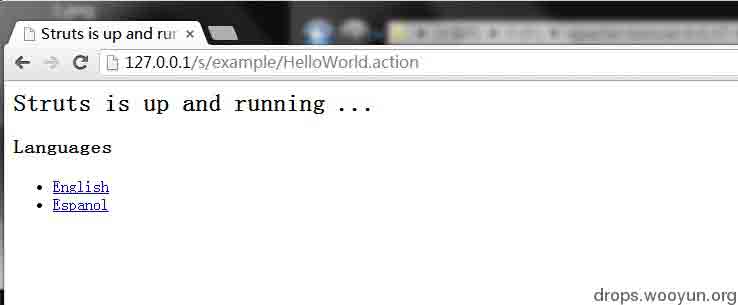 Struts is up and rur
127.0.0.1/s/example/HelloWorld.action
Struts is up and running ...
Languages
English
Espanol
drops.wooyun.org